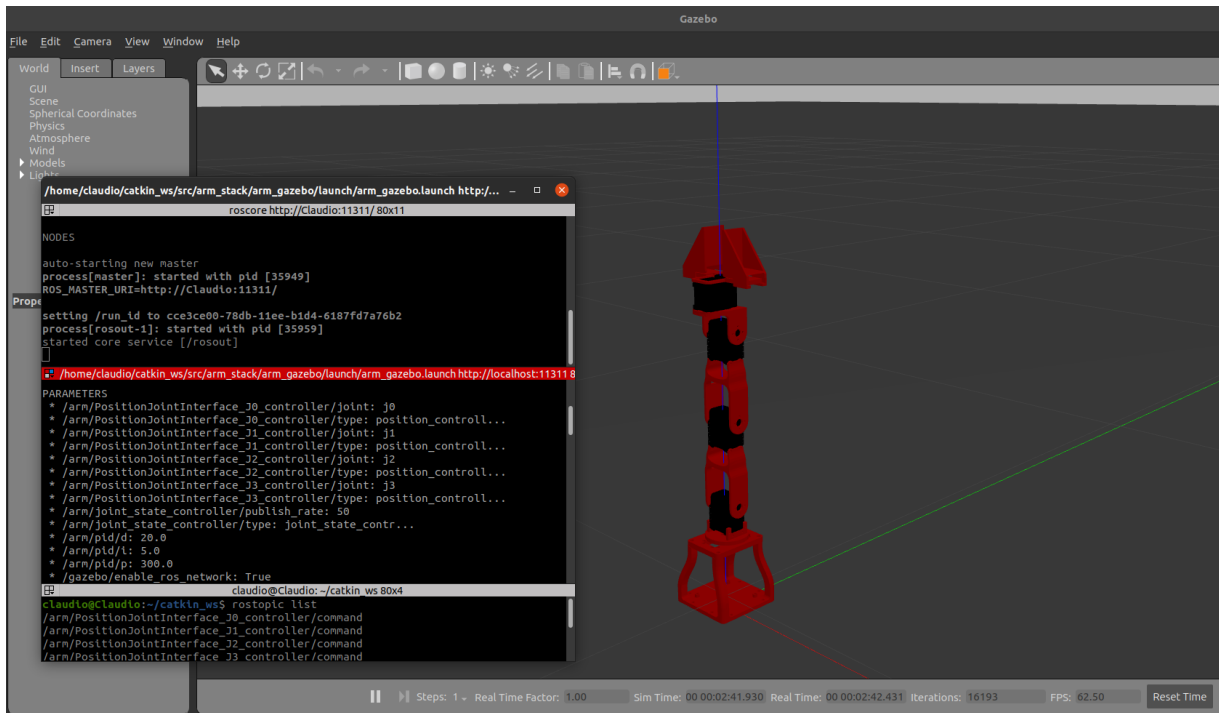 Gazebo
File Edit Camera View Window Help
World Insert Layers
GUI
Scene
Spherical Coordinates
Physics
Atmosphere
Wind
Models
Lights
/home/claudio/catkin_ws/src/arm_stack/arm_gazebo/launch/arm_gazebo.launch http:/...
roscore http://Claudio:11311/ 80x11
NODES
auto-starting new master
process[master]: started with pid [35949]
ROS_MASTER_URI=http://Claudio:11311/
setting /run_id to cce3ce00-78db-11ee-b1d4-6187fd7a76b2
process[rosout-1]: started with pid [35959]
started core service [/rosout]
/home/claudio/catkin_ws/src/arm_stack/arm_gazebo/launch/arm_gazebo.launch http://localhost:11311 8
PARAMETERS
* /arm/PositionJointInterface_J0_controller/joint: j0
* /arm/PositionJointInterface_J0_controller/type: position_controll...
* /arm/PositionJointInterface_J1_controller/joint: j1
* /arm/PositionJointInterface_J1_controller/type: position_controll...
* /arm/PositionJointInterface_J2_controller/joint: j2
* /arm/PositionJointInterface_J2_controller/type: position_controll...
* /arm/PositionJointInterface_J3_controller/joint: j3
* /arm/PositionJointInterface_J3_controller/type: position_controll...
* /arm/joint_state_controller/publish_rate: 50
* /arm/joint_state_controller/type: joint_state_contr...
* /arm/pid/d: 20.0
* /arm/pid/i: 5.0
* /arm/pid/p: 300.0
* /gazebo/enable_ros_network: True
claudio@Claudio: ~/catkin_ws 80x4
claudio@Claudio:~/catkin_ws$ rostopic list
/arm/PositionJointInterface_J0_controller/command
/arm/PositionJointInterface_J1_controller/command
/arm/PositionJointInterface_J2_controller/command
/arm/PositionJointInterface_J3_controller/command
Prope
Steps: 1 Real Time Factor: 1.00 Sim Time: 00 00:02:41.930 Real Time: 00 00:02:42.431 Iterations: 16193 FPS: 62.50 Reset Time